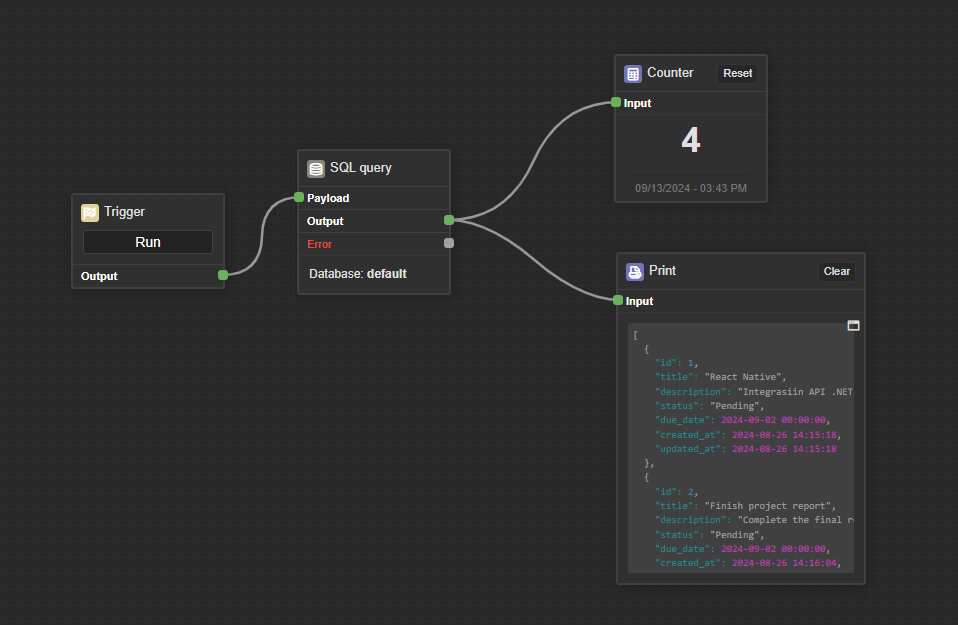 Trigger
Run
Output
SQL query
Payload
Output
Error
Database: default
Counter
Reset
Input
4
09/13/2024 - 03:43 PM
Print
Clear
Input
[
{
"id": 1,
"title": "React Native",
"description": "Integrasiin API .NET
"status": "Pending",
"due_date": 2024-09-02 00:00:00,
"created_at": 2024-08-26 14:15:18,
"updated_at": 2024-08-26 14:15:18
},
{
"id": 2,
"title": "Finish project report",
"description": "Complete the final r
"status": "Pending",
"due_date": 2024-09-02 00:00:00,
"created_at": 2024-08-26 14:16:04,